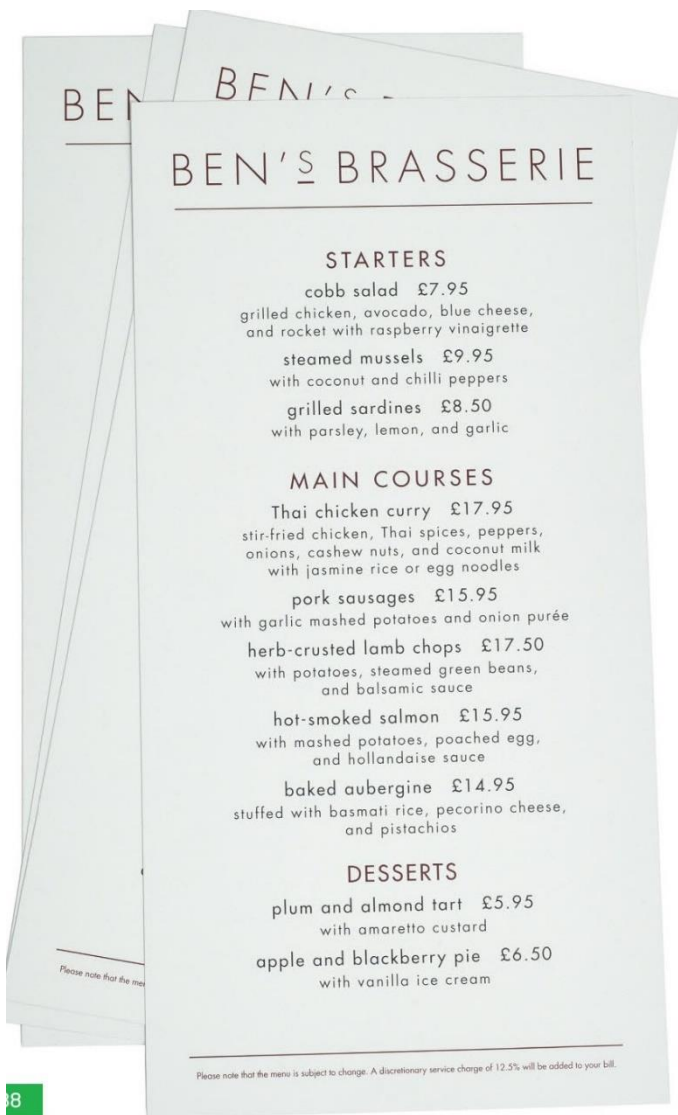 BEN
BEN'S
BEN'S BRASSERIE
STARTERS
cobb salad £7.95
grilled chicken, avocado, blue cheese,
and rocket with raspberry vinaigrette
steamed mussels £9.95
with coconut and chilli peppers
grilled sardines £8.50
with parsley, lemon, and garlic
MAIN COURSES
Thai chicken curry £17.95
stir-fried chicken, Thai spices, peppers,
onions, cashew nuts, and coconut milk
with jasmine rice or egg noodles
pork sausages £15.95
with garlic mashed potatoes and onion purée
herb-crusted lamb chops £17.50
with potatoes, steamed green beans,
and balsamic sauce
hot-smoked salmon £15.95
with mashed potatoes, poached egg,
and hollandaise sauce
baked aubergine £14.95
stuffed with basmati rice, pecorino cheese,
and pistachios
DESSERTS
plum and almond tart £5.95
with amaretto custard
apple and blackberry pie £6.50
with vanilla ice cream
Please note that the
Please note that the menu is subject to change. A discretionary service charge of 12.5% will be added to your bill.